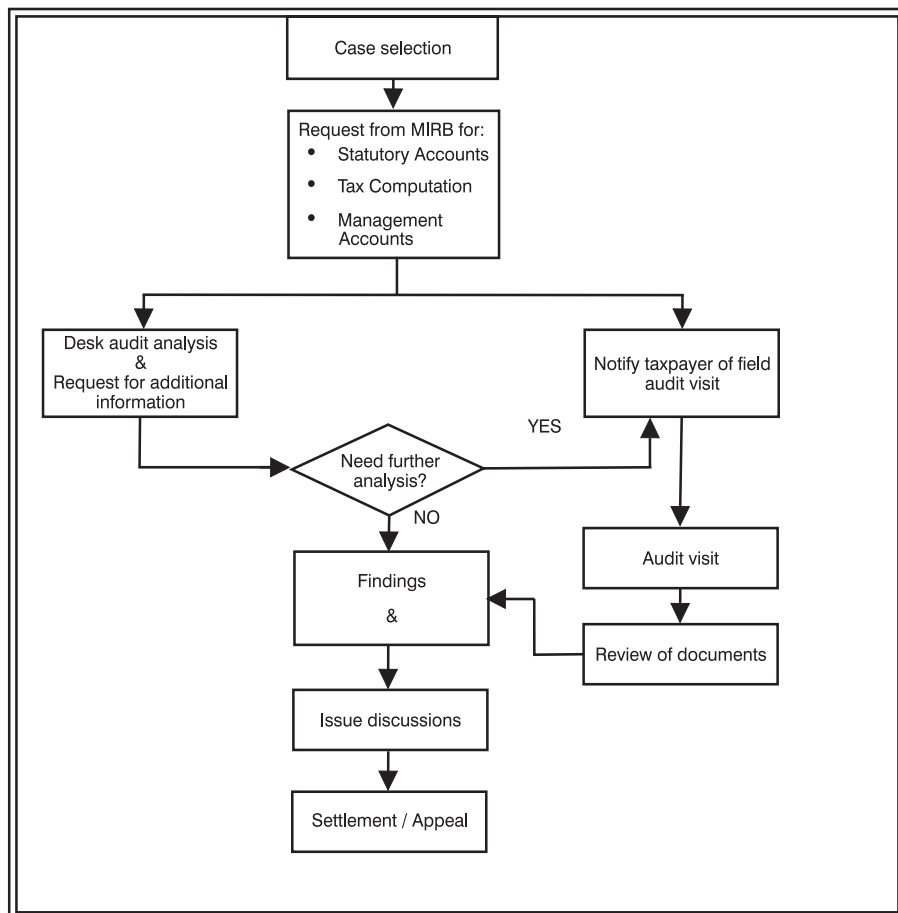 Case selection
Request from MIRB for:
• Statutory Accounts
• Tax Computation
• Management
Accounts
Desk audit analysis
&
Request for additional
information
Notify taxpayer of field
audit visit
YES
Need further
analysis?
NO
Findings
&
Audit visit
Review of documents
Issue discussions
Settlement / Appeal